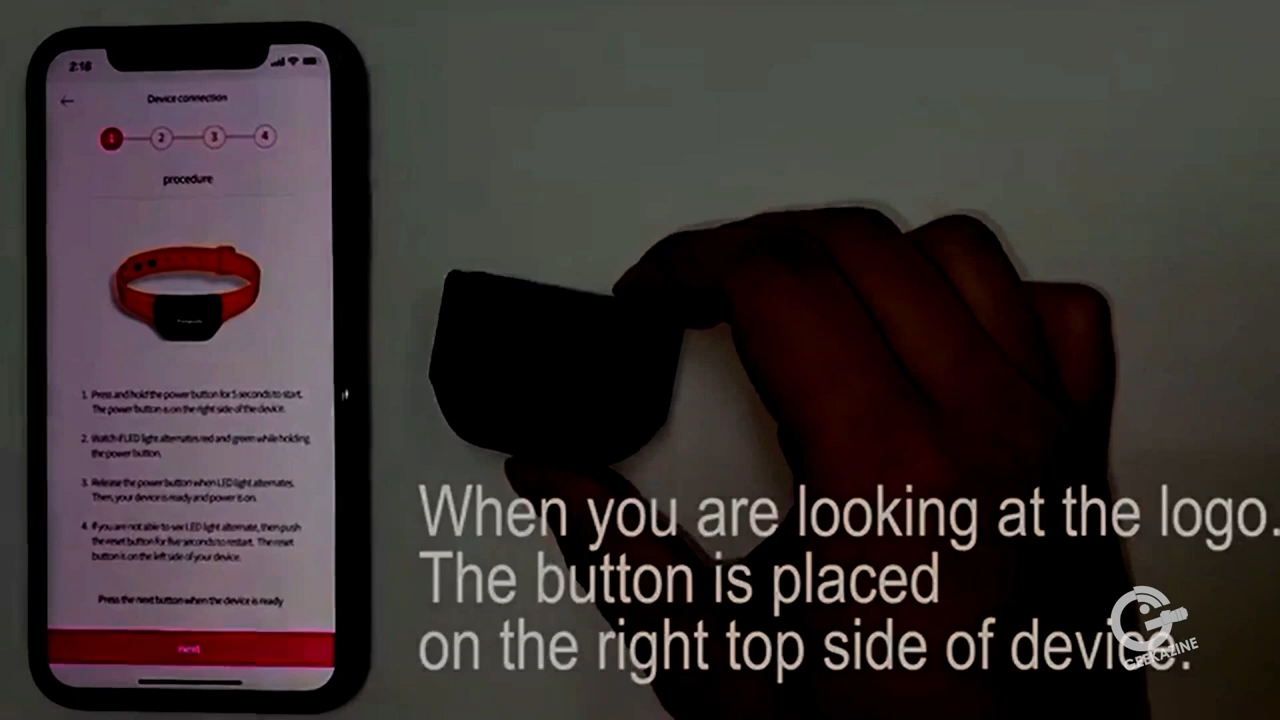 2:16
Device connection
1 2 3 4
procedure
1. Press and hold the power button for 5 seconds to start.
The power button is on the right side of the device.
2. Watch if LED light alternates red and green while holding
the power button.
3. Release the power button when LED light alternates.
Then, your device is ready and power is on.
4. If you are not able to see LED light alternate, then push
the reset button for five seconds to restart. The reset
button is on the left side of your device.
Press the next button when the device is ready
next
When you are looking at the logo.
The button is placed
on the right top side of device.
GEEKAZINE